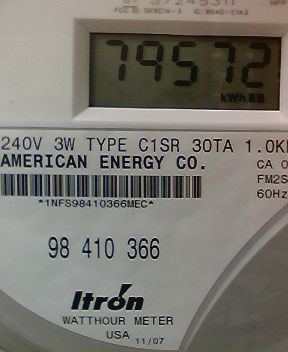 79572
kWh
240V 3W TYPE C1SR 30TA 1.0K
AMERICAN ENERGY CO.
CA 0
*1NFS98410366MEC*
FM2S
60Hz
98 410 366
Itron
WATTHOUR METER
USA 11/07